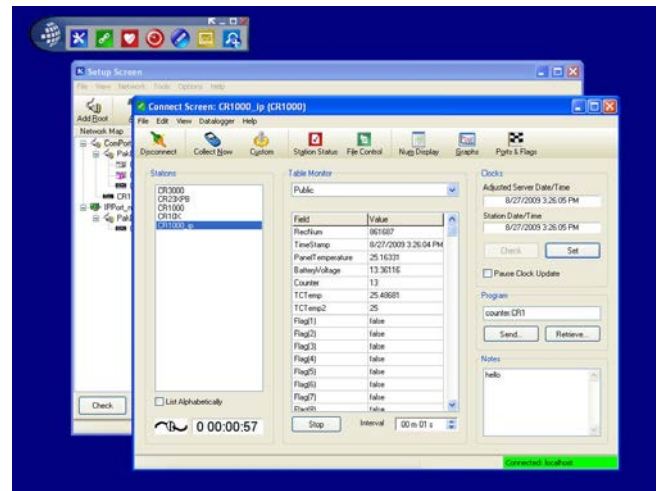 Setup Screen
File View Network Tools Options Help
Add Root
Network Map
ComPort
IPPort
Check
Connect Screen: CR1000_ip (CR1000)
File Edit View Datalogger Help
Disconnect Collect Now Custom Station Status File Control Num Display Graphs Ports & Flags
Stations
CR3000
CR23XPB
CR1000
CR10X
CR1000_ip
List Alphabetically
0 00:00:57
Table Monitor
Public
Field Value
RecNum 861687
TimeStamp 8/27/2009 3:26:04 PM
PanelTemperature 25.16331
BatteryVoltage 13.36116
Counter 13
TCTemp 25.48681
TCTemp2 25
Flag(1) false
Flag(2) false
Flag(3) false
Flag(4) false
Flag(5) false
Flag(6) false
Flag(7) false
Flag(8) false
Stop Interval 00 m 01 s
Clocks
Adjusted Server Date/Time
8/27/2009 3:26:05 PM
Station Date/Time
8/27/2009 3:26:05 PM
Check Set
Pause Clock Update
Program
counter.CR1
Send... Retrieve...
Notes
hello
Connected: localhost